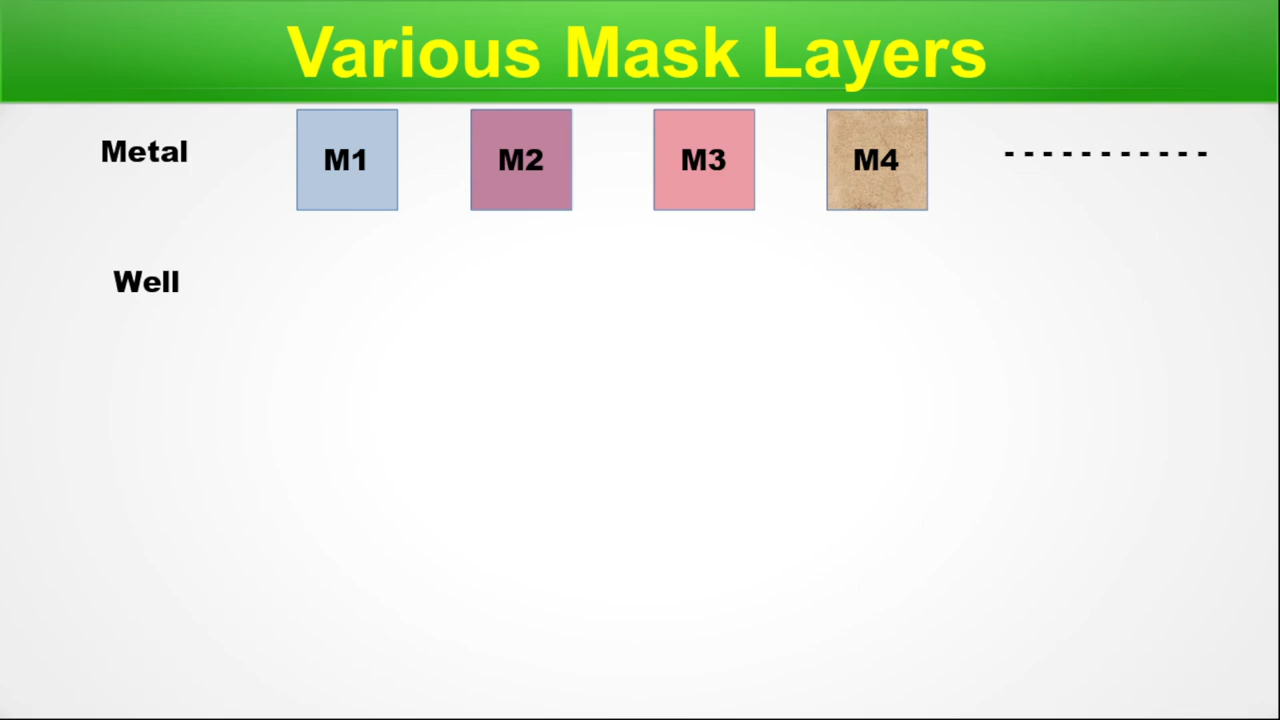 Various Mask Layers
Metal M1 M2 M3 M4 - - - - - - - - - - -
Well